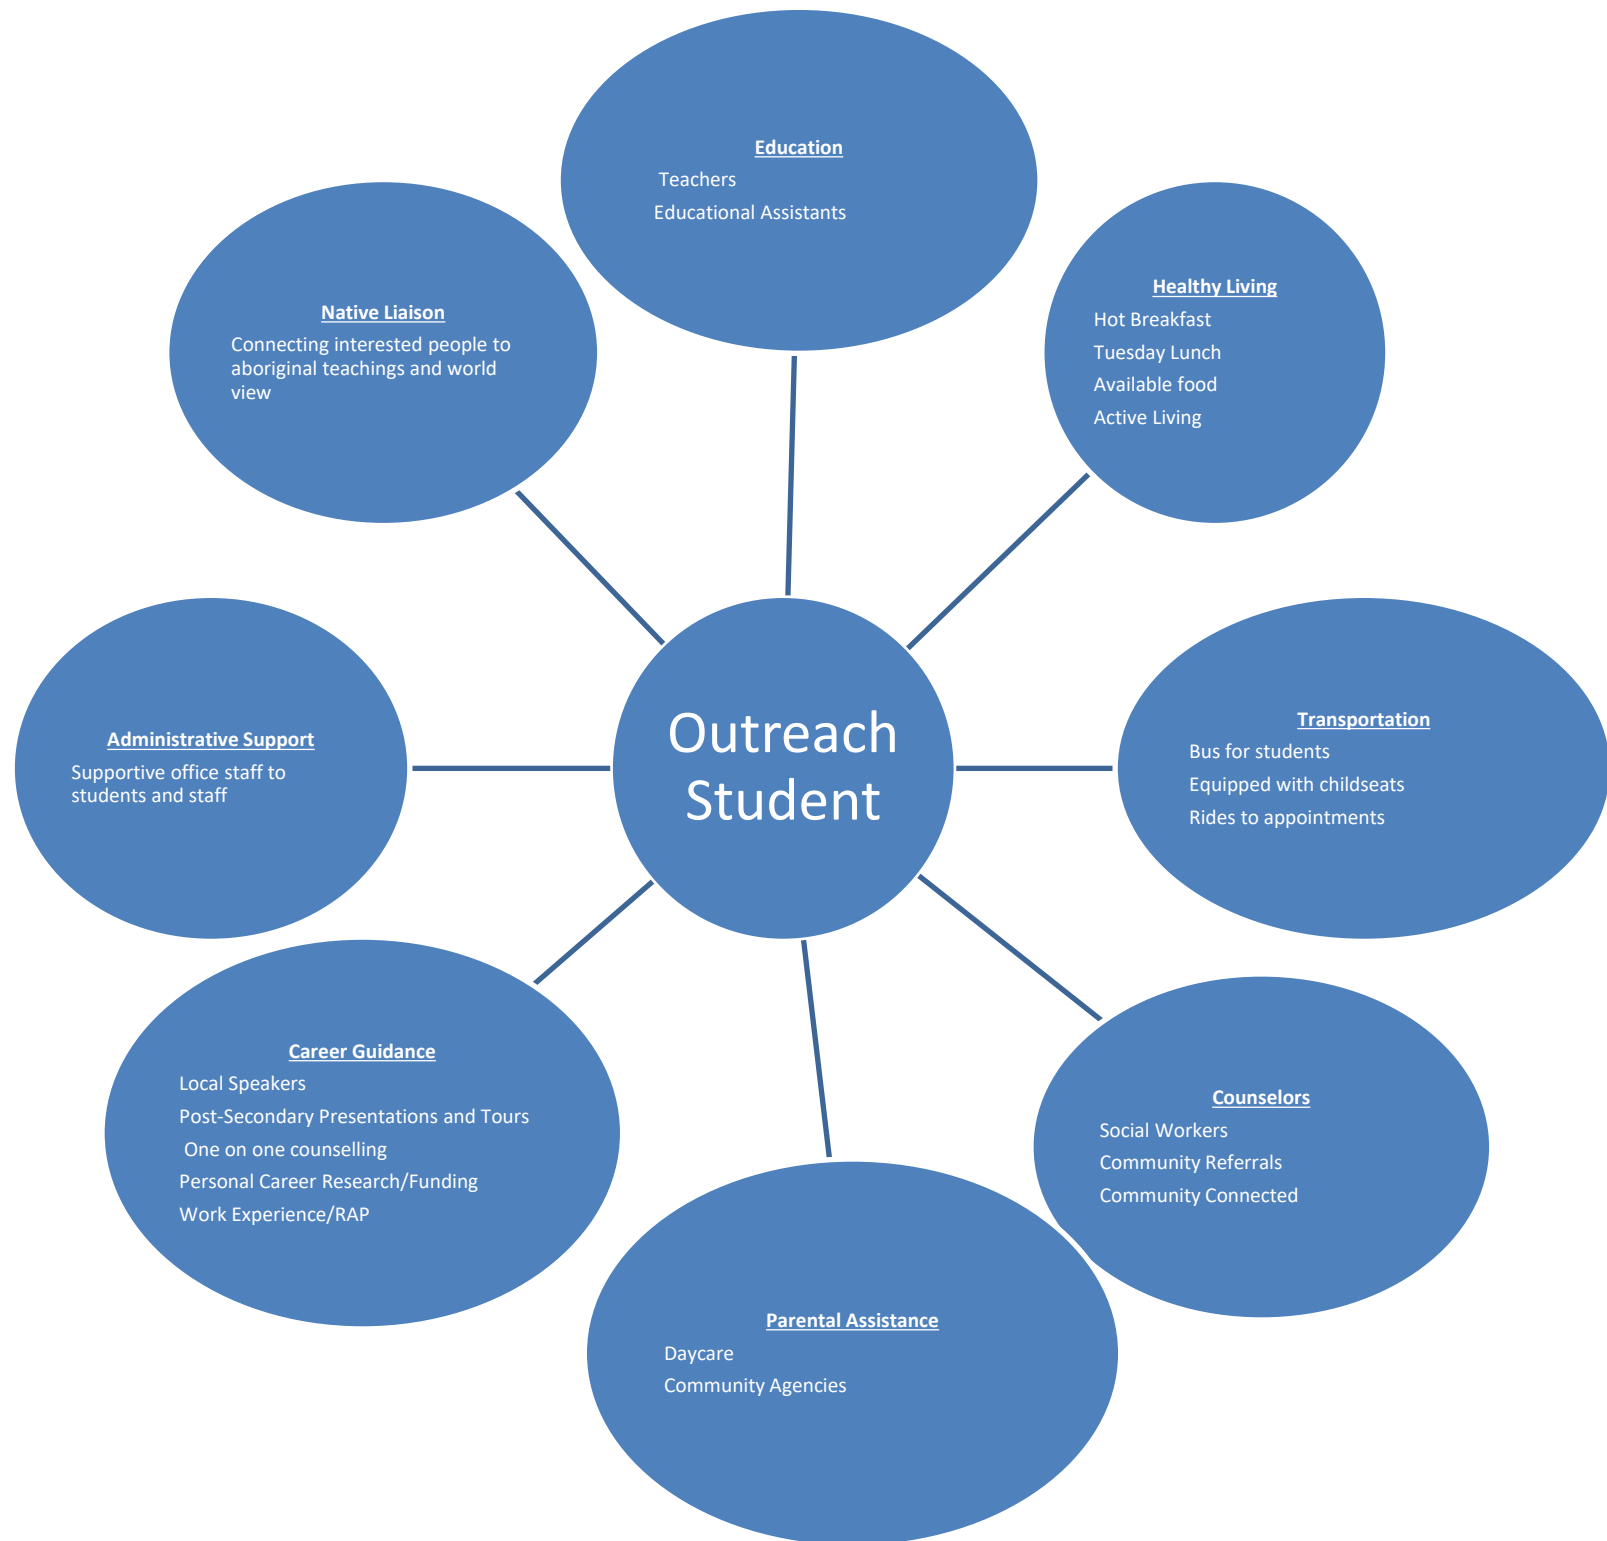 Education
Teachers
Educational Assistants
Healthy Living
Hot Breakfast
Tuesday Lunch
Available food
Active Living
Transportation
Bus for students
Equipped with childseats
Rides to appointments
Counselors
Social Workers
Community Referrals
Community Connected
Parental Assistance
Daycare
Community Agencies
Career Guidance
Local Speakers
Post-Secondary Presentations and Tours
One on one counselling
Personal Career Research/Funding
Work Experience/RAP
Administrative Support
Supportive office staff to
students and staff
Native Liaison
Connecting interested people to
aboriginal teachings and world
view
Outreach
Student